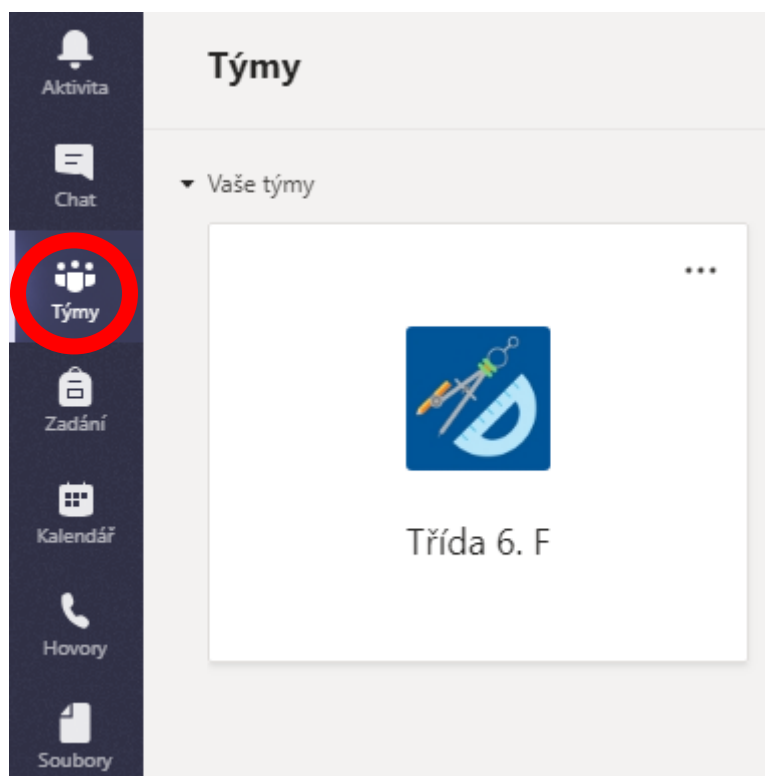 Aktivita
Chat
Týmy
Zadání
Kalendář
Hovory
Soubory
Týmy
Vaše týmy
Třída 6. F